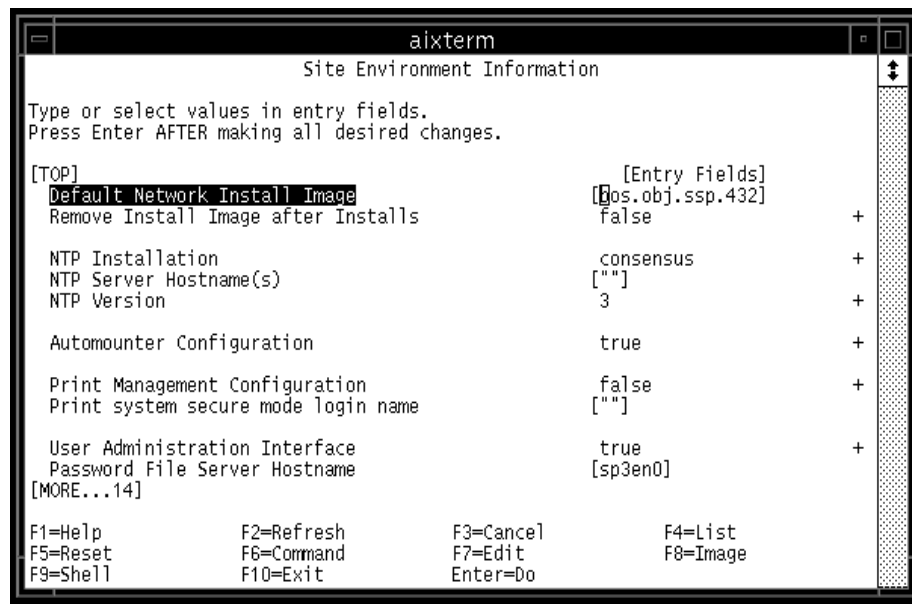 aixterm
Site Environment Information
Type or select values in entry fields.
Press Enter AFTER making all desired changes.
[TOP] [Entry Fields]
Default Network Install Image [bos.obj.ssp.432]
Remove Install Image after Installs false +
NTP Installation consensus +
NTP Server Hostname(s) [""]
NTP Version 3 +
Automounter Configuration true +
Print Management Configuration false +
Print system secure mode login name [""]
User Administration Interface true +
Password File Server Hostname [sp3en0]
[MORE...14]
F1=Help F2=Refresh F3=Cancel F4=List
F5=Reset F6=Command F7=Edit F8=Image
F9=Shell F10=Exit Enter=Do